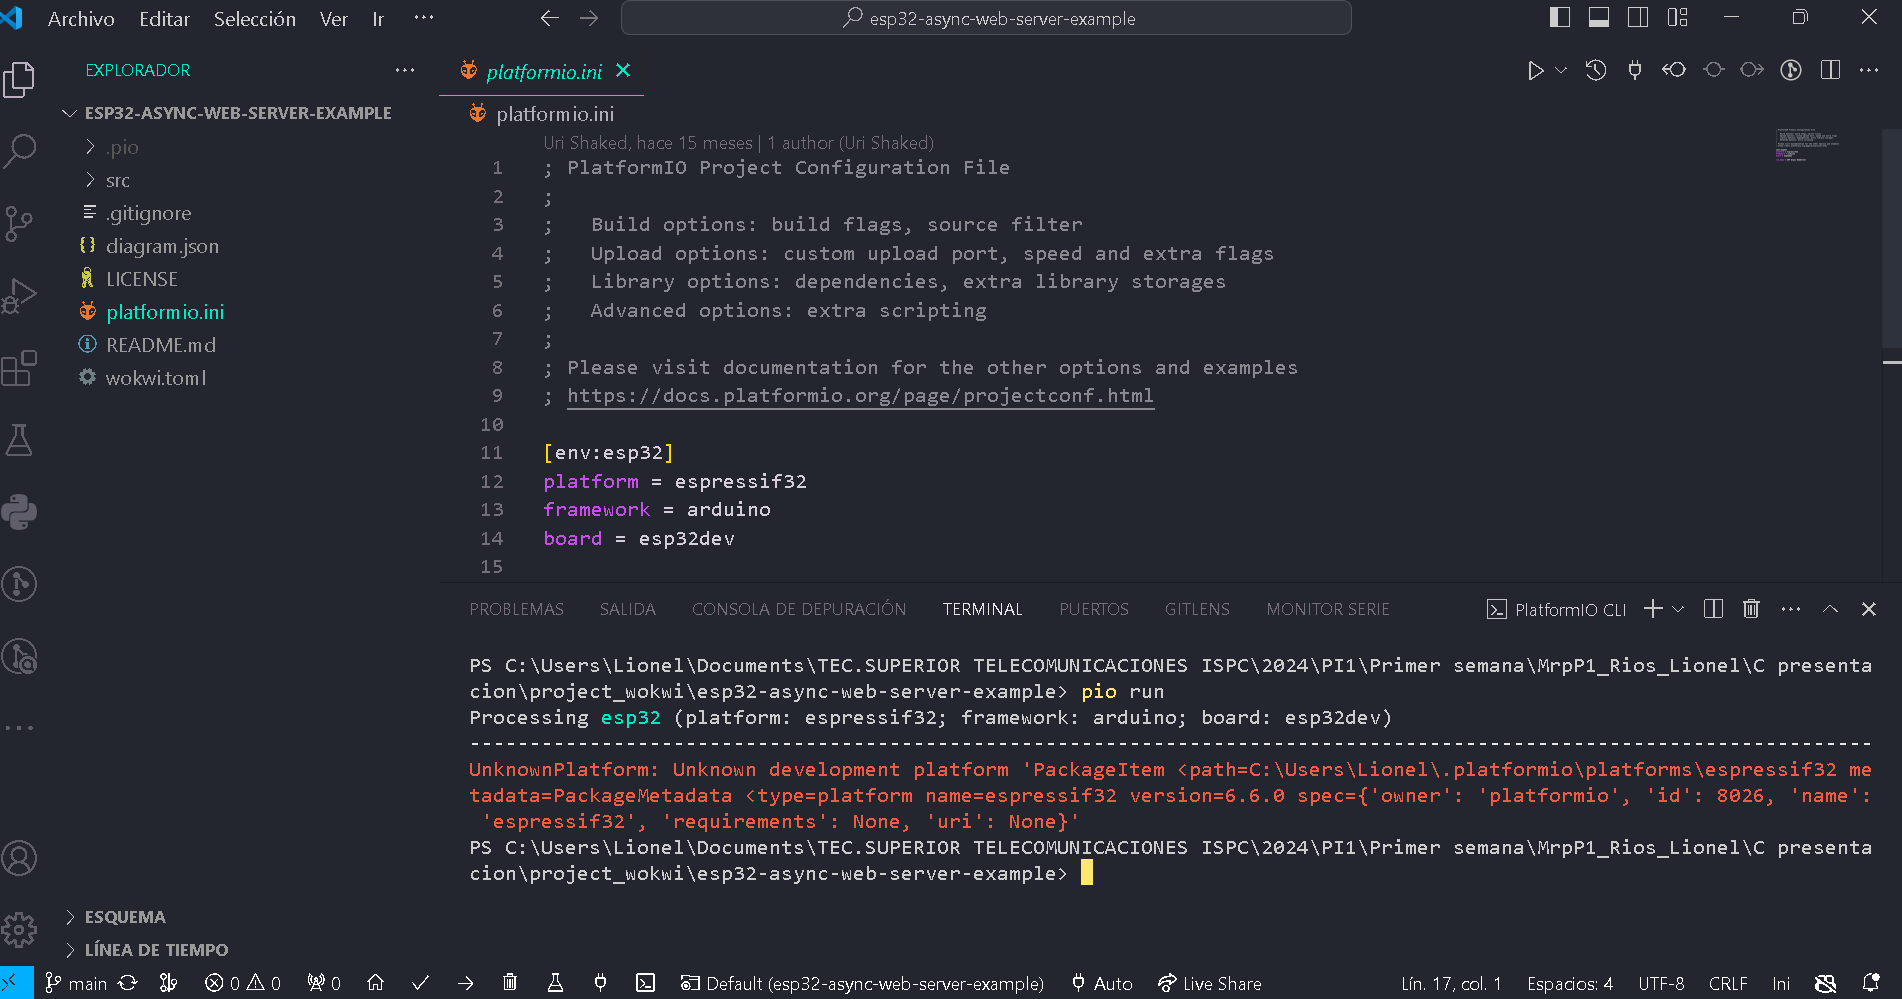 Archivo Editar Selección Ver Ir ···
esp32-async-web-server-example
EXPLORADOR
ESP32-ASYNC-WEB-SERVER-EXAMPLE
.pio
src
.gitignore
diagram.json
LICENSE
platformio.ini
README.md
wokwi.toml
ESQUEMA
LÍNEA DE TIEMPO
platformio.ini
platformio.ini
Uri Shaked, hace 15 meses | 1 author (Uri Shaked)
1 ; PlatformIO Project Configuration File
2 ;
3 ;   Build options: build flags, source filter
4 ;   Upload options: custom upload port, speed and extra flags
5 ;   Library options: dependencies, extra library storages
6 ;   Advanced options: extra scripting
7 ;
8 ; Please visit documentation for the other options and examples
9 ; https://docs.platformio.org/page/projectconf.html
10
11 [env:esp32]
12 platform = espressif32
13 framework = arduino
14 board = esp32dev
15
PROBLEMAS SALIDA CONSOLA DE DEPURACIÓN TERMINAL PUERTOS GITLENS MONITOR SERIE PlatformIO CLI
PS C:\Users\Lionel\Documents\TEC.SUPERIOR TELECOMUNICACIONES ISPC\2024\PI1\Primer semana\MrpP1_Rios_Lionel\C presenta
cion\project_wokwi\esp32-async-web-server-example> pio run
Processing esp32 (platform: espressif32; framework: arduino; board: esp32dev)
---------------------------------------------------------------------------------------------------------------------
UnknownPlatform: Unknown development platform 'PackageItem <path=C:\Users\Lionel\.platformio\platforms\espressif32 me
tadata=PackageMetadata <type=platform name=espressif32 version=6.6.0 spec={'owner': 'platformio', 'id': 8026, 'name':
 'espressif32', 'requirements': None, 'uri': None}'
PS C:\Users\Lionel\Documents\TEC.SUPERIOR TELECOMUNICACIONES ISPC\2024\PI1\Primer semana\MrpP1_Rios_Lionel\C presenta
cion\project_wokwi\esp32-async-web-server-example>
main 0 0 0 Default (esp32-async-web-server-example) Auto Live Share Lín. 17, col. 1 Espacios: 4 UTF-8 CRLF Ini